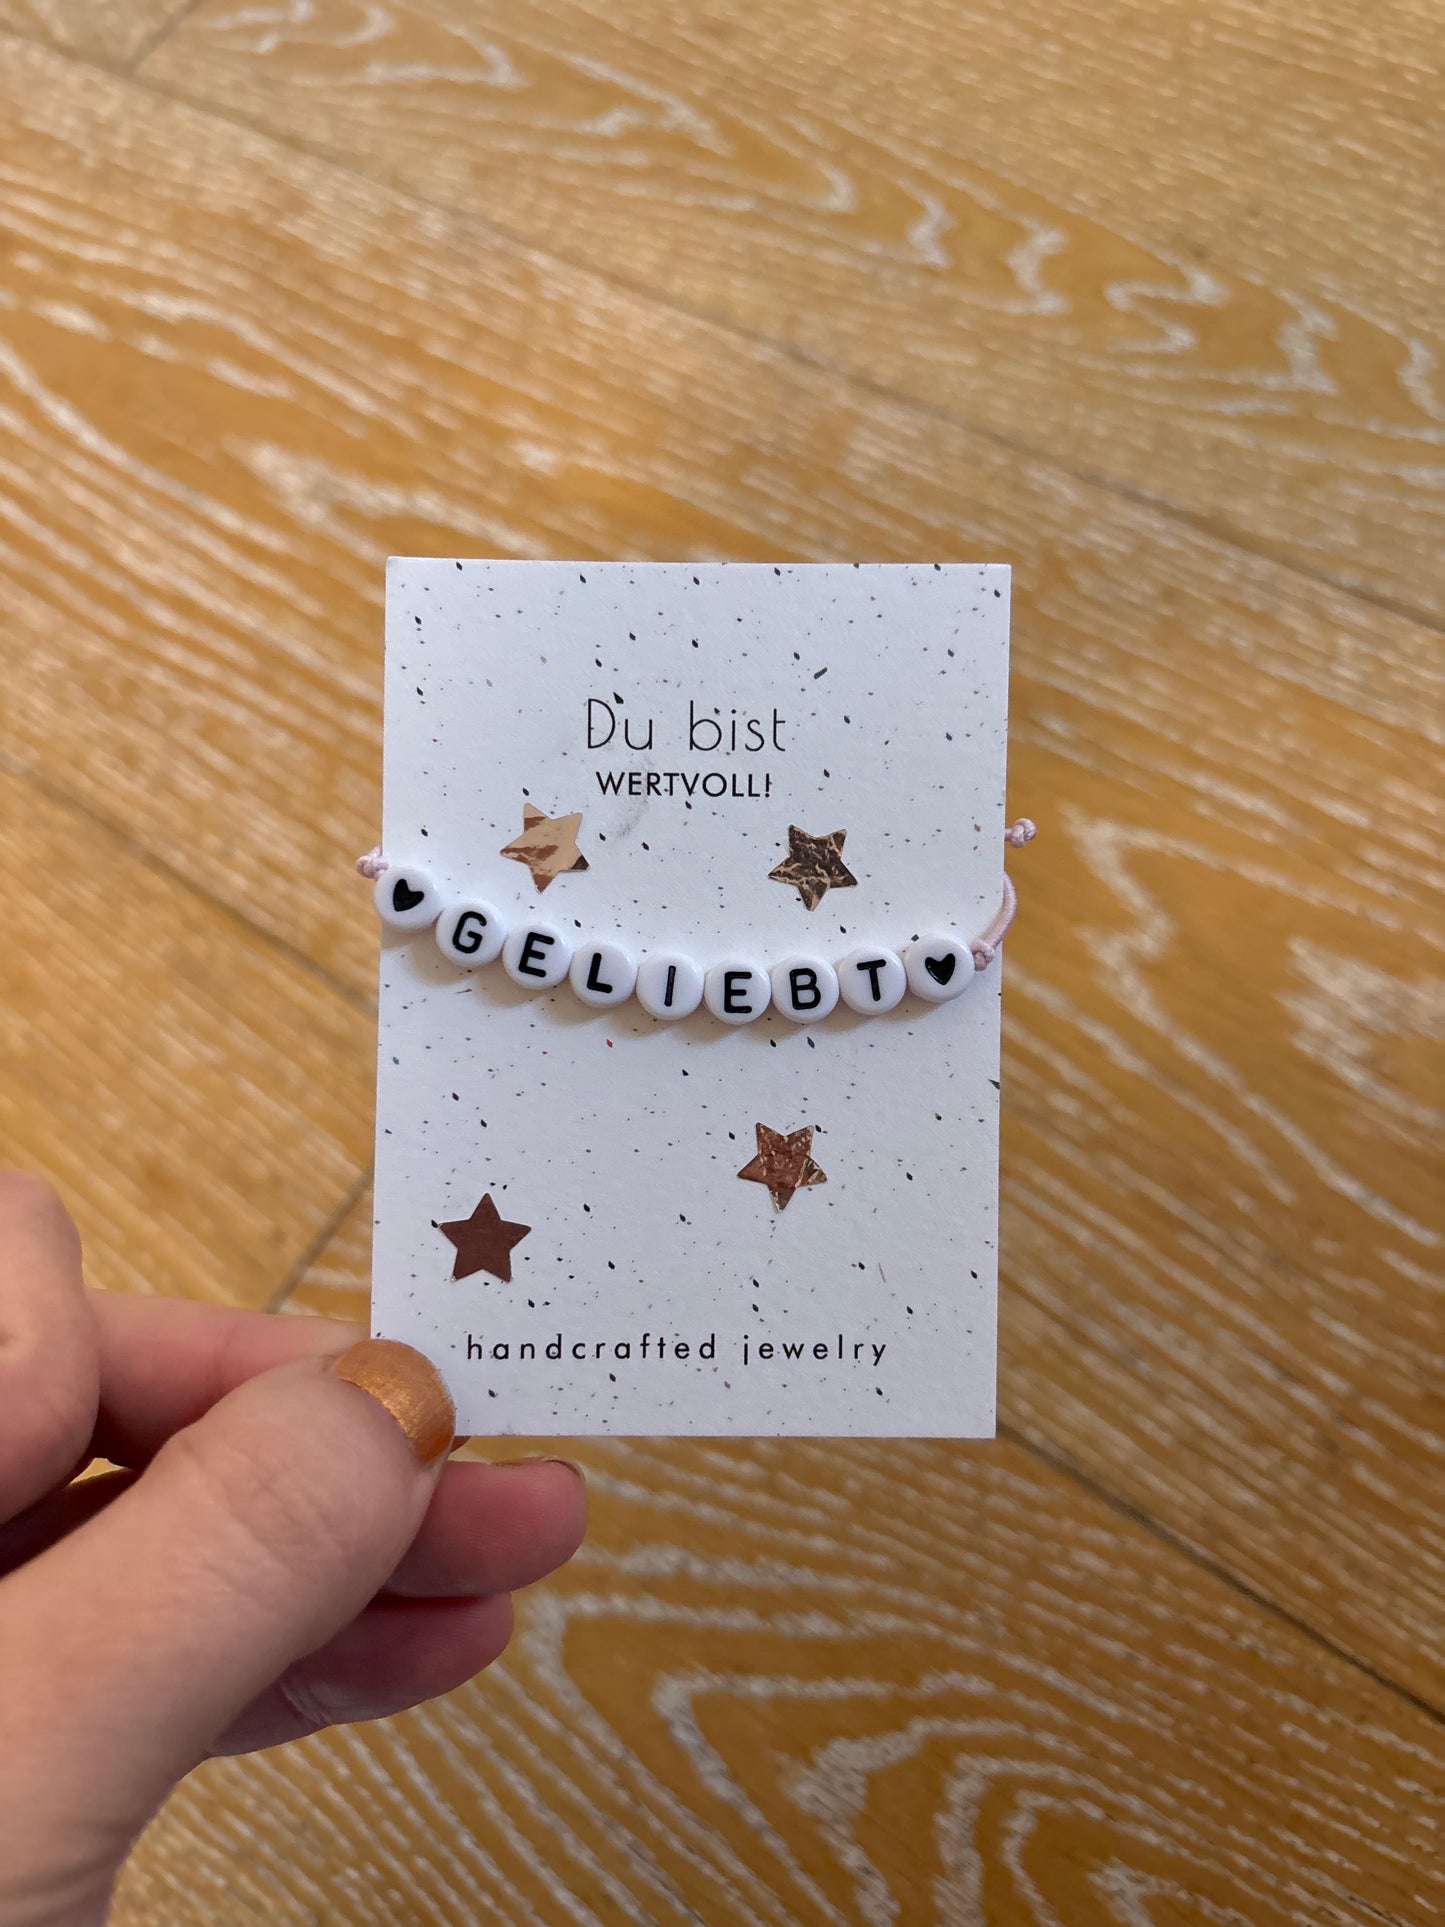 Du bist
WERTVOLL!
♥GELIEBT♥
handcrafted jewelry